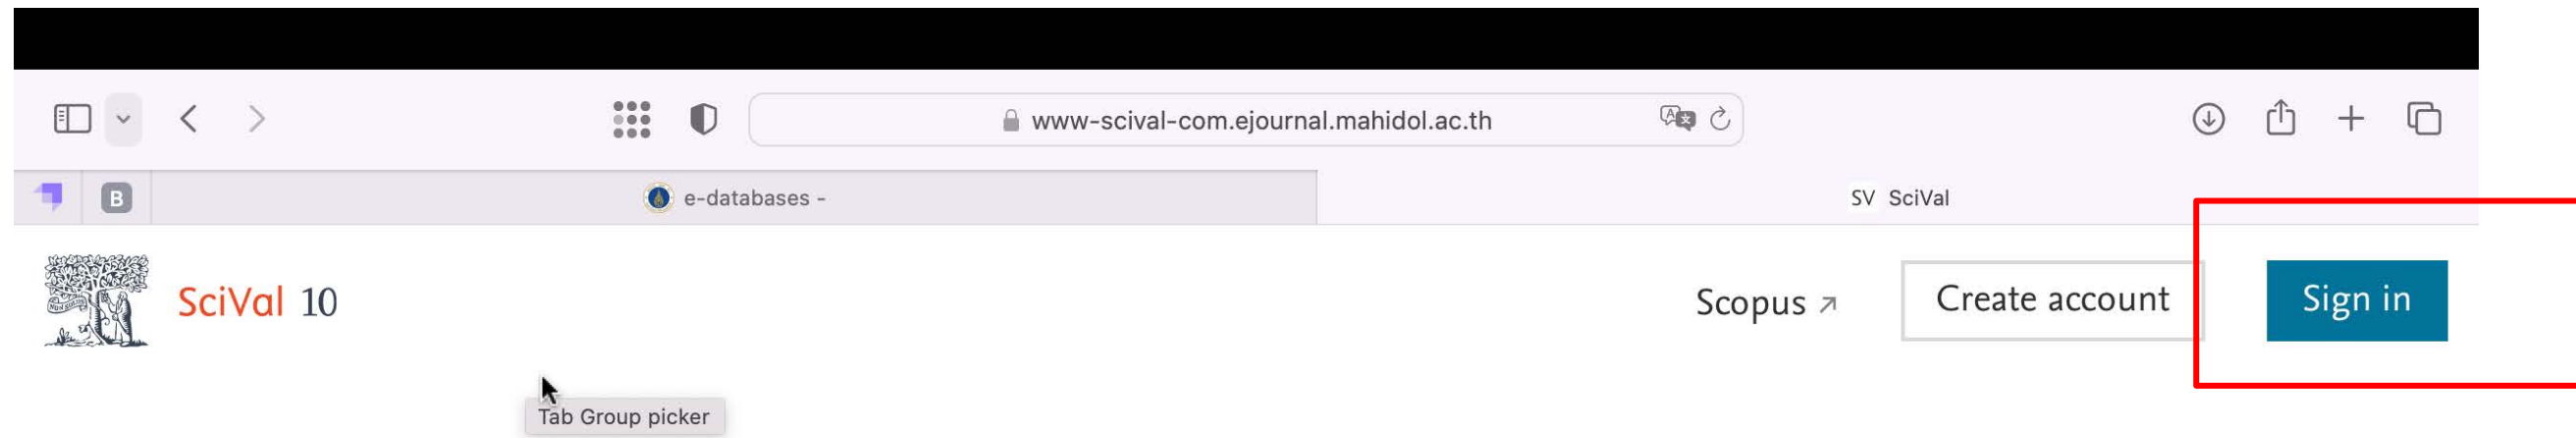 www-scival-com.ejournal.mahidol.ac.th
B
e-databases -
SV SciVal
SciVal 10
Scopus ↗
Create account
Sign in
Tab Group picker